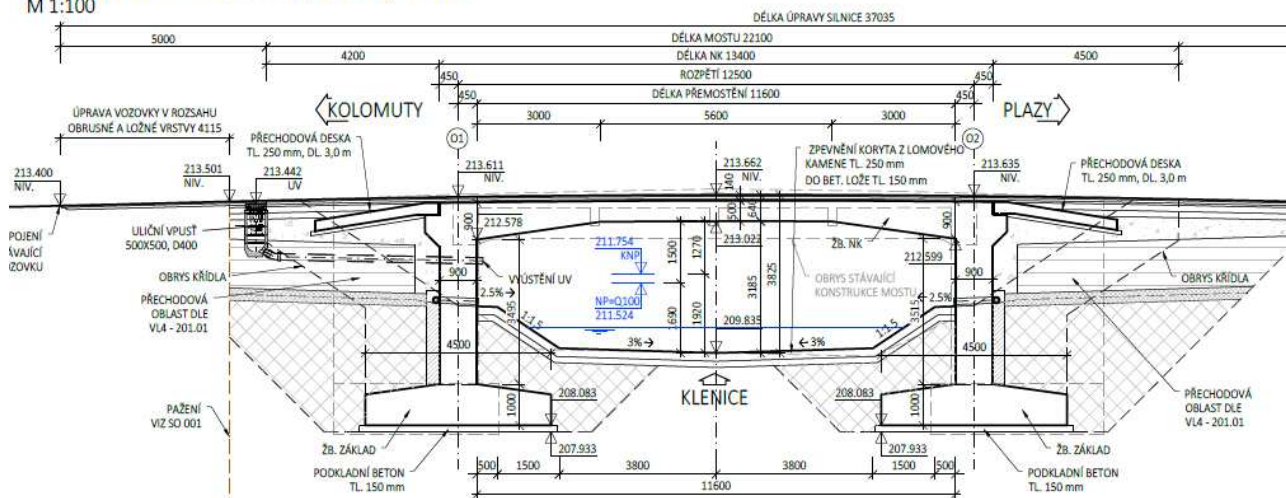 M 1:100
DÉLKA ÚPRAVY SILNICE 37035
5000
DÉLKA MOSTU 22100
4200
DÉLKA NK 13400
4500
450
ROZPĚTÍ 12500
450
450
DÉLKA PŘEMOSTĚNÍ 11600
450
ÚPRAVA VOZOVKY V ROZSAHU
OBRUSNÉ A LOŽNÉ VRSTVY 4115
KOLOMUTY
3000
5600
3000
PLAZY
PŘECHODOVÁ DESKA
TL. 250 mm, DL. 3,0 m
O1
O2
ZPEVNĚNÍ KORYTA Z LOMOVÉHO
KAMENE TL. 250 mm
DO BET. LOŽE TL. 150 mm
PŘECHODOVÁ DESKA
TL. 250 mm, DL. 3,0 m
213.400
NIV.
213.501
NIV.
213.442
UV
213.611
NIV.
213.662
NIV.
140
213.635
NIV.
POJENÍ
ÁVAJÍCÍ
OZOVKU
ULIČNÍ VPUSŤ
500X500, D400
900
212.578
500
640
213.022
ŽB. NK
900
212.599
OBRYS KŘÍDLA
211.754
KNP
1500
1270
3185
3825
OBRYS STÁVAJÍCÍ
KONSTRUKCE MOSTU
OBRYS KŘÍDLA
900
VYÚSTĚNÍ UV
900
PŘECHODOVÁ
OBLAST DLE
VL4 - 201.01
2.5%
3495
NP=Q100
211.524
1690
1920
209.835
3515
2.5%
1:1.5
1:1.5
4500
3%
3%
4500
KLENICE
208.083
208.083
1000
1000
PŘECHODOVÁ
OBLAST DLE
VL4 - 201.01
PAŽENÍ
VIZ SO 001
ŽB. ZÁKLAD
207.933
207.933
ŽB. ZÁKLAD
PODKLADNÍ BETON
TL. 150 mm
500
1500
3800
3800
1500
500
PODKLADNÍ BETON
TL. 150 mm
11600